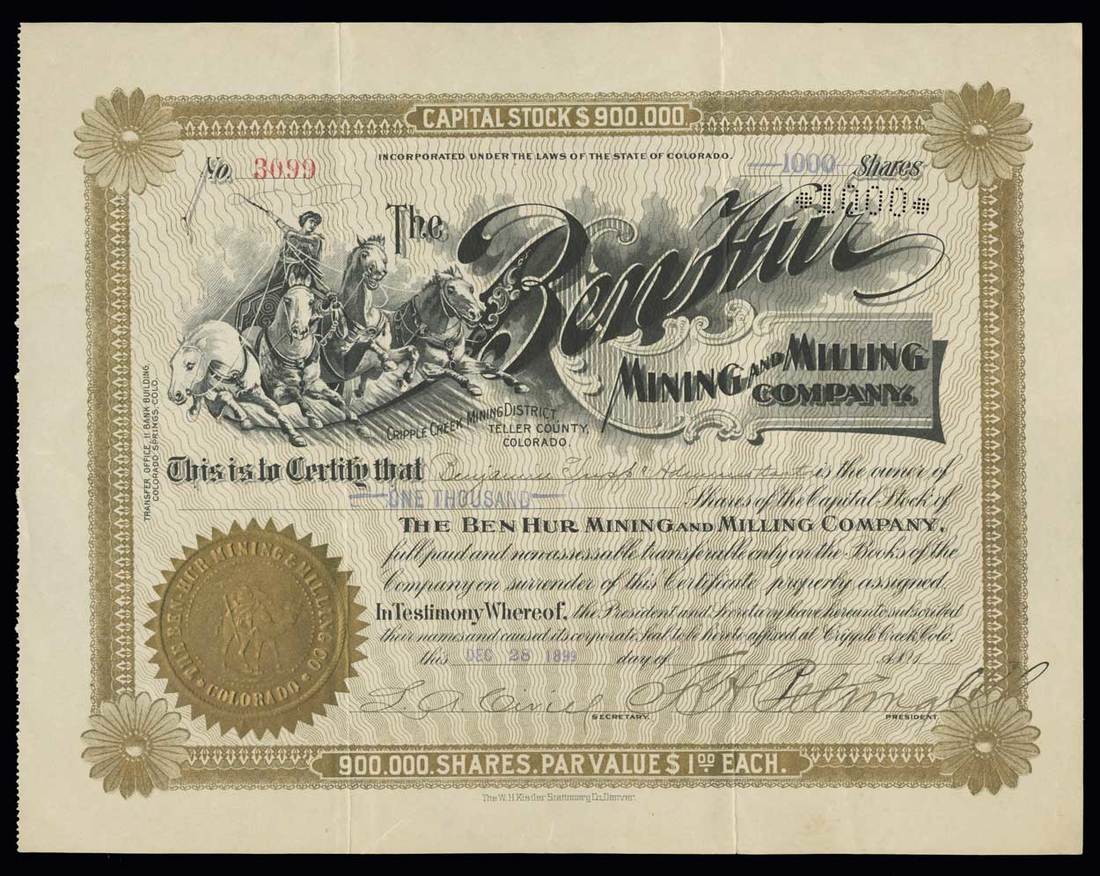 CAPITAL STOCK $ 900.000.
INCORPORATED UNDER THE LAWS OF THE STATE OF COLORADO.
No. 3099
1000 Shares
1000
The Ben Hur
MINING AND MILLING
COMPANY.
CRIPPLE CREEK MINING DISTRICT
TELLER COUNTY,
COLORADO.
TRANSFER OFFICE, 11 BANK BUILDING,
COLORADO SPRINGS, COLO.
This is to Certify that Benjamin Administrator is the owner of
ONE THOUSAND Shares of the Capital Stock of
THE BEN HUR MINING AND MILLING COMPANY,
full paid and nonassessable transferable only on the Books of the
Company on surrender of this Certificate properly assigned
In Testimony Whereof, the President and Secretary have hereunto subscribed
their names and caused its corporate seal to be hereto affixed at Cripple Creek Colo,
this DEC 28 1899 day of A.D.
L. A. Civill
SECRETARY.
PRESIDENT.
THE BEN HUR MINING & MILLING CO
COLORADO
900.000. SHARES. PAR VALUE $ 1.00 EACH.
The W.H. Kistler Stationery Co. Denver.